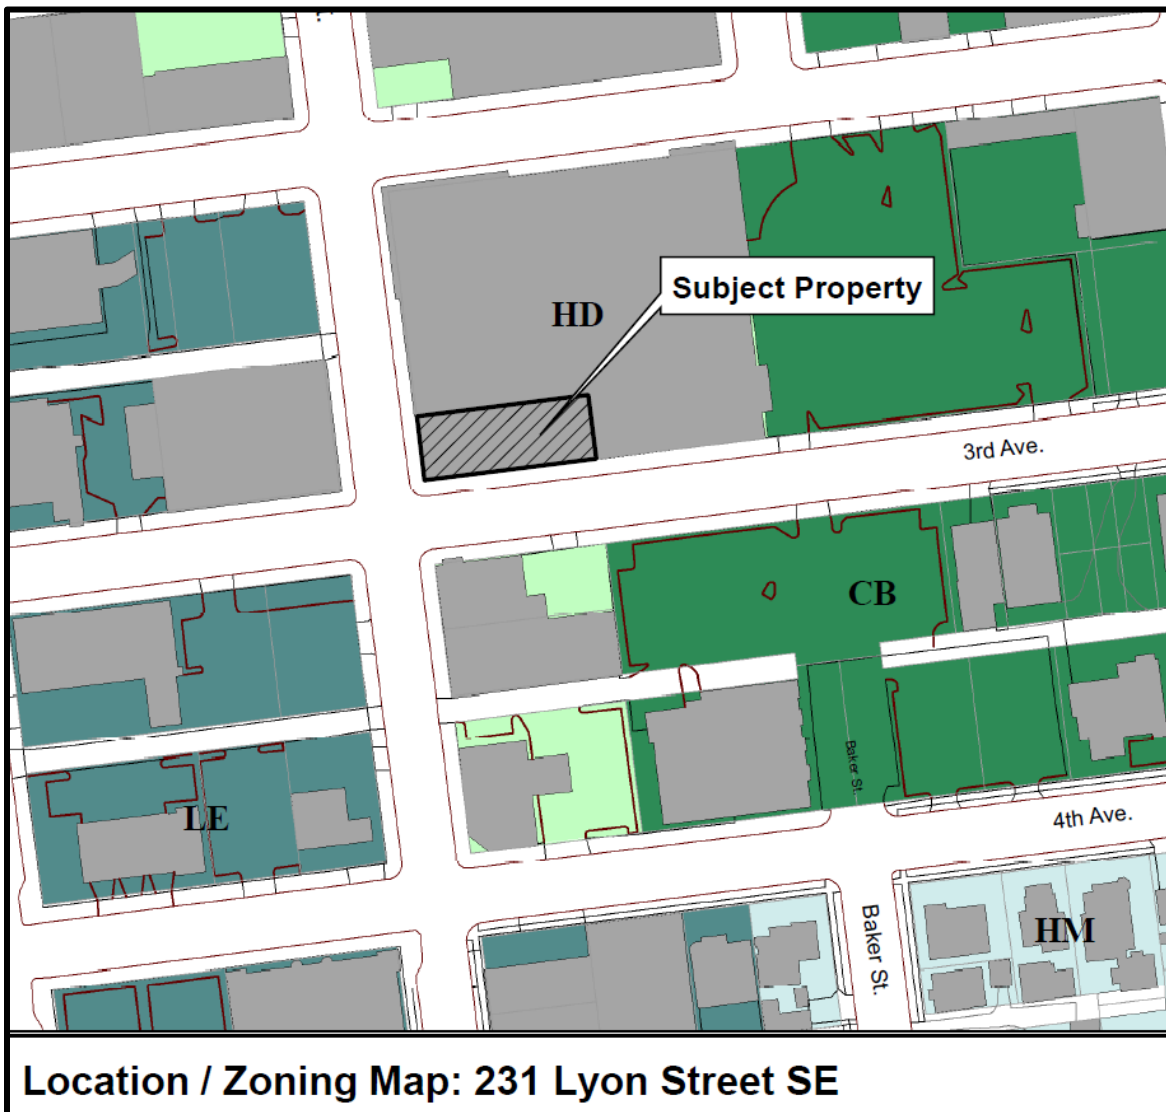 Subject Property
HD
3rd Ave.
CB
Baker St.
LE
4th Ave.
Baker St.
HM
Location / Zoning Map: 231 Lyon Street SE